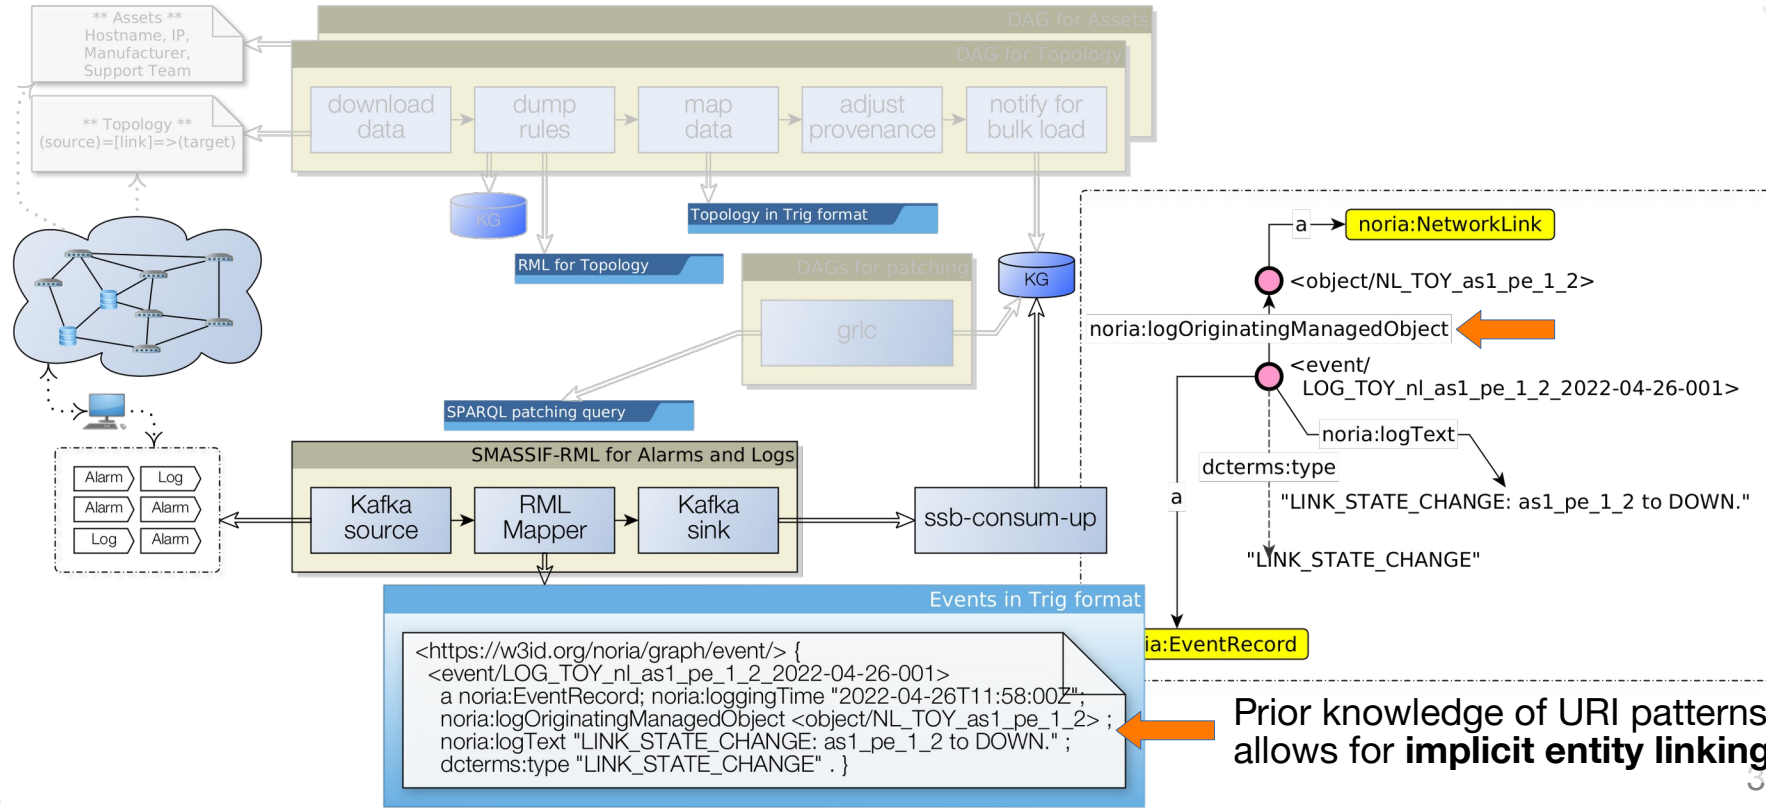 ** Assets **
Hostname, IP,
Manufacturer,
Support Team
** Topology **
(source)=[link]=>(target)
DAG for Assets
DAG for Topology
download
data
dump
rules
map
data
adjust
provenance
notify for
bulk load
KG
Topology in Trig format
RML for Topology
DAGs for patching
grlc
KG
SPARQL patching query
SMASSIF-RML for Alarms and Logs
Kafka
source
RML
Mapper
Kafka
sink
ssb-consum-up
Alarm
Log
Alarm
Alarm
Log
Alarm
a
noria:NetworkLink
<object/NL_TOY_as1_pe_1_2>
noria:logOriginatingManagedObject
<event/
LOG_TOY_nl_as1_pe_1_2_2022-04-26-001>
noria:logText
dcterms:type
a
"LINK_STATE_CHANGE: as1_pe_1_2 to DOWN."
"LINK_STATE_CHANGE"
ia:EventRecord
Events in Trig format
<https://w3id.org/noria/graph/event/> {
<event/LOG_TOY_nl_as1_pe_1_2_2022-04-26-001>
a noria:EventRecord; noria:loggingTime "2022-04-26T11:58:00Z";
noria:logOriginatingManagedObject <object/NL_TOY_as1_pe_1_2> ;
noria:logText "LINK_STATE_CHANGE: as1_pe_1_2 to DOWN." ;
dcterms:type "LINK_STATE_CHANGE" . }
Prior knowledge of URI patterns
allows for implicit entity linking
3